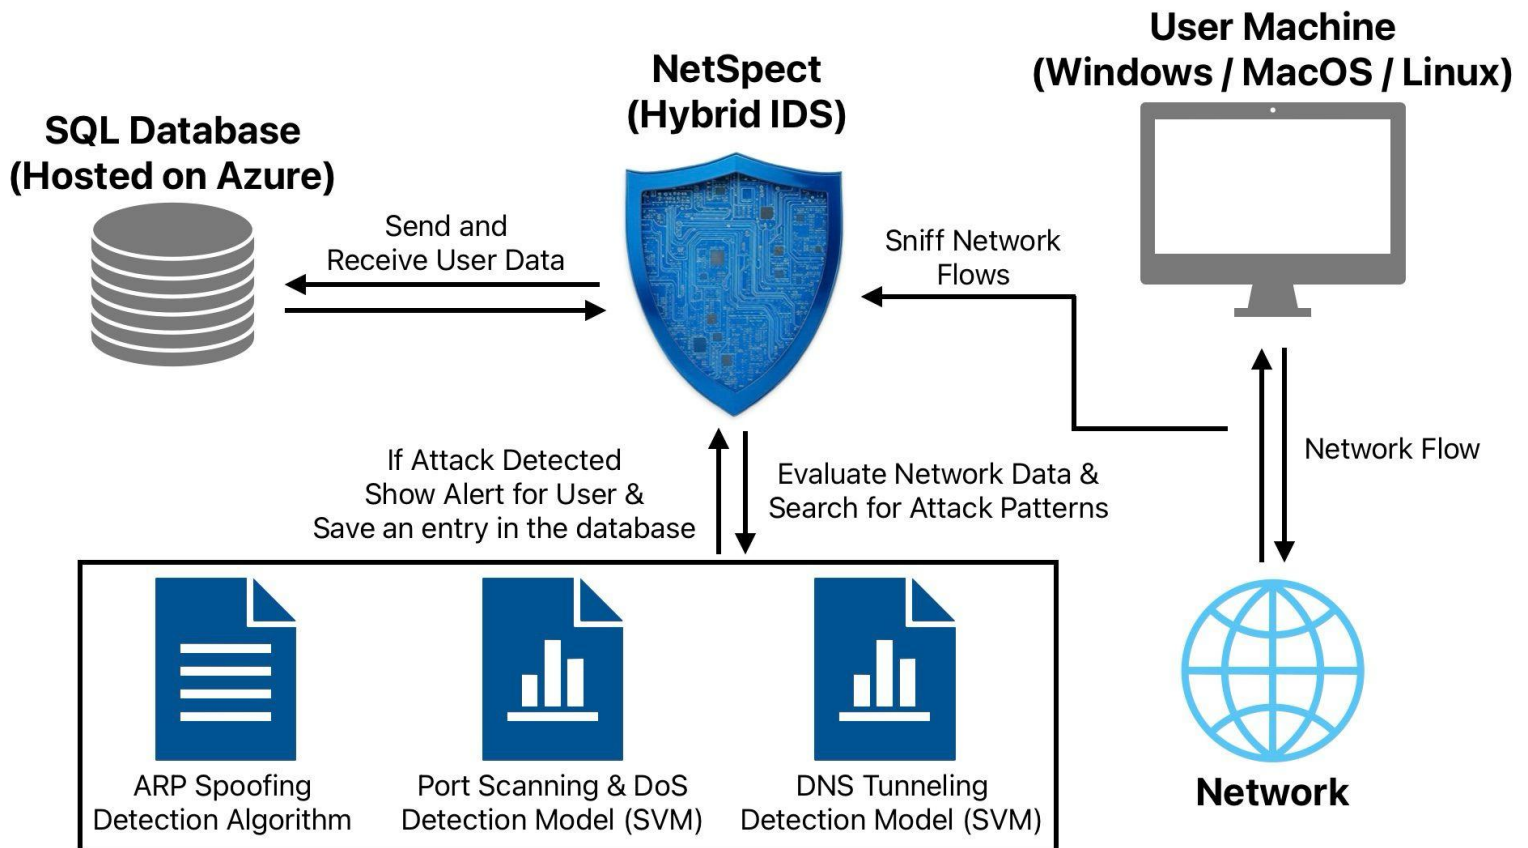 User Machine
(Windows / MacOS / Linux)
NetSpect
(Hybrid IDS)
SQL Database
(Hosted on Azure)
Send and
Receive User Data
Sniff Network
Flows
Network Flow
If Attack Detected
Show Alert for User &
Save an entry in the database
Evaluate Network Data &
Search for Attack Patterns
ARP Spoofing
Detection Algorithm
Port Scanning & DoS
Detection Model (SVM)
DNS Tunneling
Detection Model (SVM)
Network